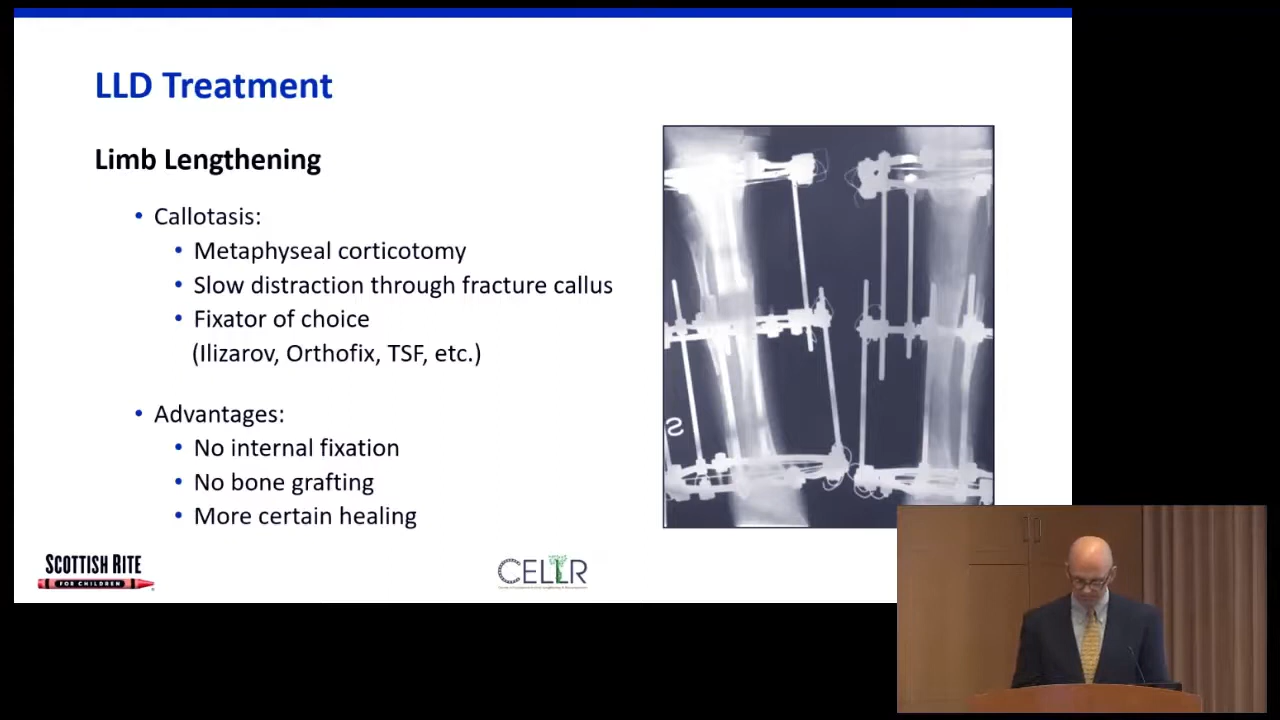 LLD Treatment
Limb Lengthening
• Callotasis:
• Metaphyseal corticotomy
• Slow distraction through fracture callus
• Fixator of choice
(Ilizarov, Orthofix, TSF, etc.)
• Advantages:
• No internal fixation
• No bone grafting
• More certain healing
S
SCOTTISH RITE
FOR CHILDREN
CELLR